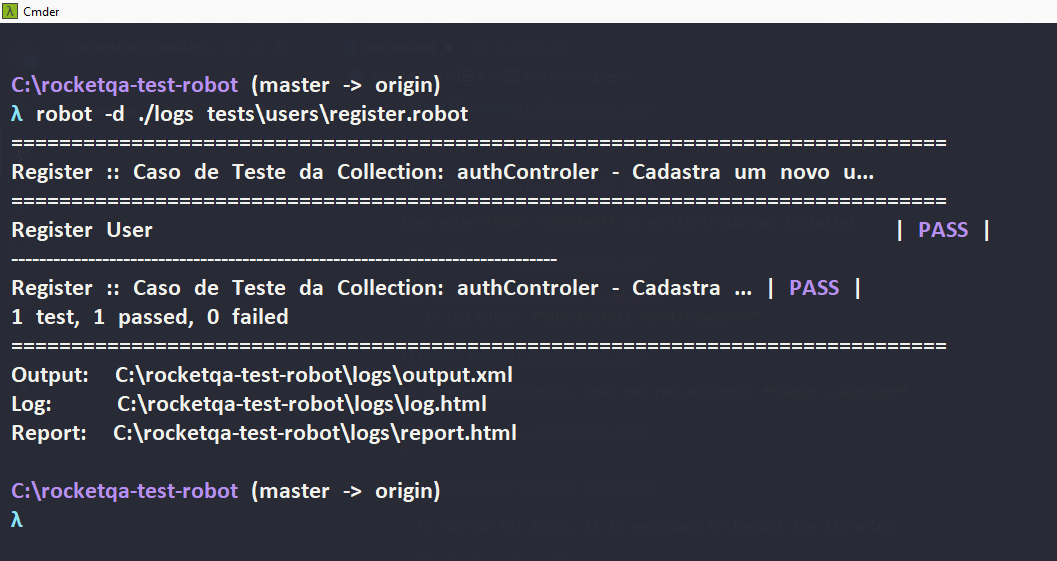 Cmder
C:\rocketqa-test-robot (master -> origin)
λ robot -d ./logs tests\users\register.robot
==============================================================================
Register :: Caso de Teste da Collection: authControler - Cadastra um novo u...
==============================================================================
Register User | PASS |
------------------------------------------------------------------------------
Register :: Caso de Teste da Collection: authControler - Cadastra ... | PASS |
1 test, 1 passed, 0 failed
==============================================================================
Output: C:\rocketqa-test-robot\logs\output.xml
Log: C:\rocketqa-test-robot\logs\log.html
Report: C:\rocketqa-test-robot\logs\report.html
C:\rocketqa-test-robot (master -> origin)
λ